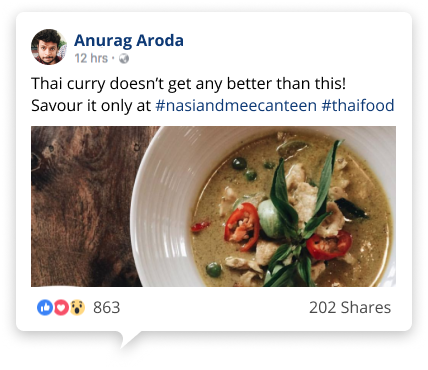 Anurag Aroda
12 hrs ·
Thai curry doesn’t get any better than this!
Savour it only at #nasiandmeecanteen #thaifood
863
202 Shares